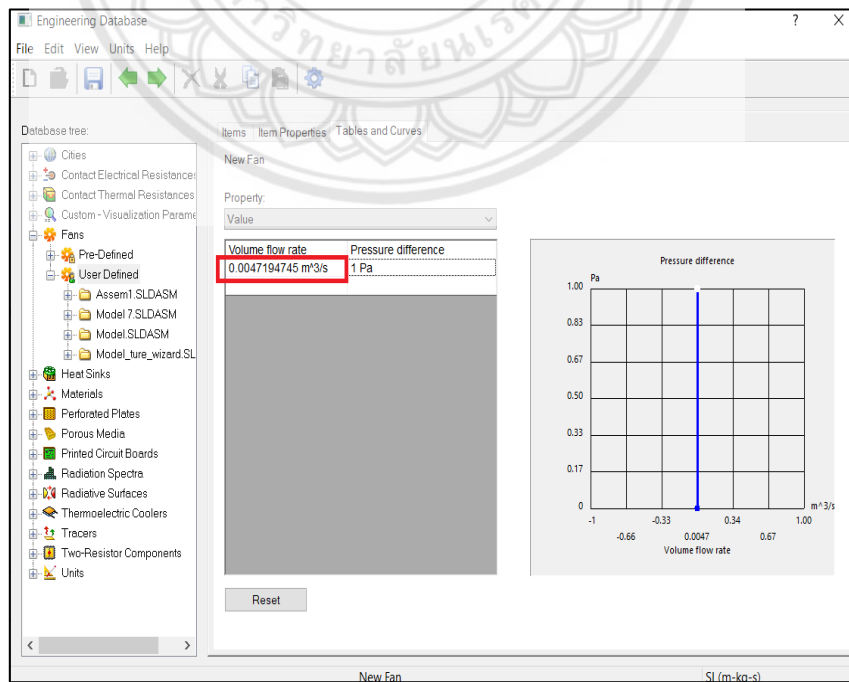 Engineering Database ? X
File Edit View Units Help
Database tree:
Cities
Contact Electrical Resistances
Contact Thermal Resistances
Custom - Visualization Parame
Fans
Pre-Defined
User Defined
Assem1.SLDASM
Model 7.SLDASM
Model.SLDASM
Model_ture_wizard.SL
Heat Sinks
Materials
Perforated Plates
Porous Media
Printed Circuit Boards
Radiation Spectra
Radiative Surfaces
Thermoelectric Coolers
Tracers
Two-Resistor Components
Units
Items Item Properties Tables and Curves
New Fan
Property:
Value
Volume flow rate Pressure difference
0.0047194745 m^3/s 1 Pa
Reset
Pressure difference
Pa
1.00
0.83
0.67
0.50
0.33
0.17
0
m^3/s
-1 -0.33 0.34 1.00
-0.66 0.0047 0.67
Volume flow rate
New Fan SI (m-kg-s)